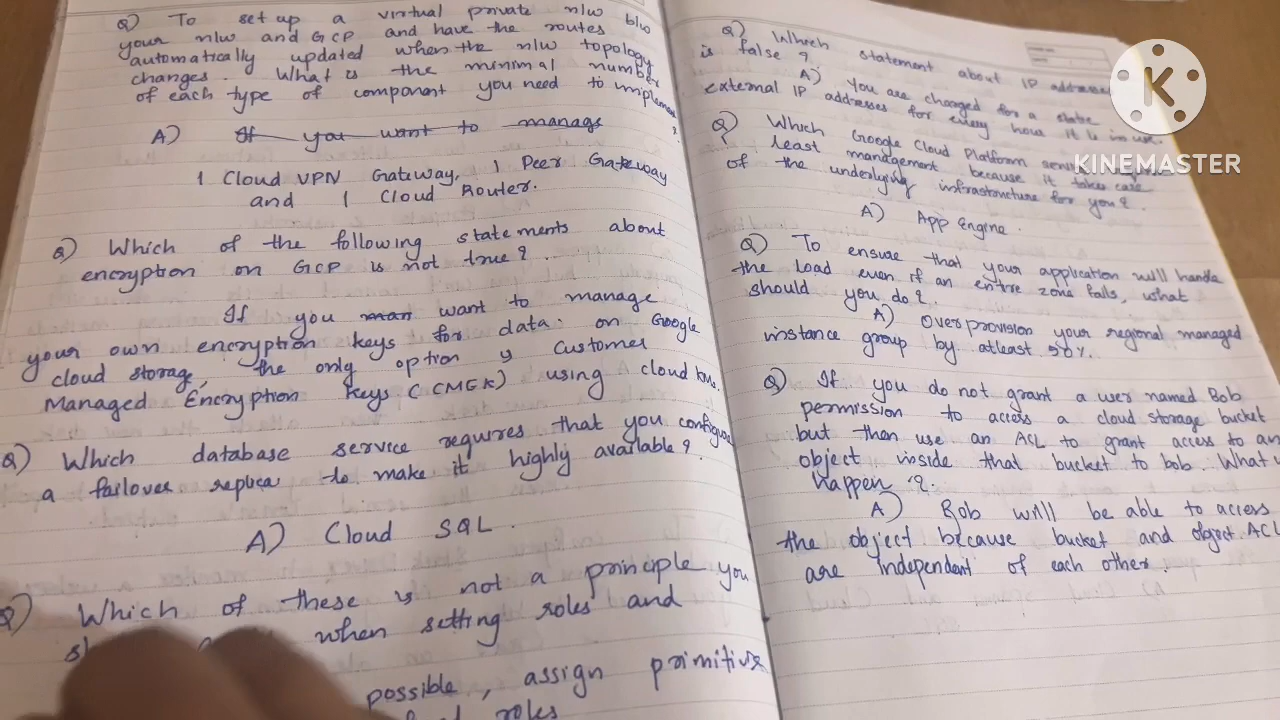 Q) To set up a virtual private n/w b/w
your n/w and GCP and have the routes
automatically updated when the n/w topology
changes. What is the minimal number
of each type of component you need to implement
?
A) If you want to manags
1 Cloud VPN Gateway, 1 Peer Gateway
and 1 Cloud Router.
Q) Which of the following statements about
encryption on GCP is not true?
If you man want to manage
your own encryption keys for data on Google
cloud storage, the only option is Customer
Managed Encryption Keys (CMEK) using cloud kms.
Q) Which database service requires that you configure
a failover replica to make it highly available?
A) Cloud SQL.
Q) Which of these is not a principle you
when setting roles and
possible, assign primitive
roles
Q) Which statement about IP addresses
is false?
A) You are charged for a static
external IP addresses for every hour it is in use.
Q) Which Google Cloud Platform
least management because it takes care
of the underlying infrastructure for you?
A) App Engine.
Q) To ensure that your application will handle
the load even if an entire zone fails, what
should you do?
A) Overprovision your regional managed
instance group by atleast 50%.
Q) If you do not grant a user named Bob
permission to access a cloud storage bucket
but then use an ACL to grant access to an
object inside that bucket to bob. What
happen?
A) Bob will be able to access
the object because bucket and object ACL
are independent of each other.
KINEMASTER